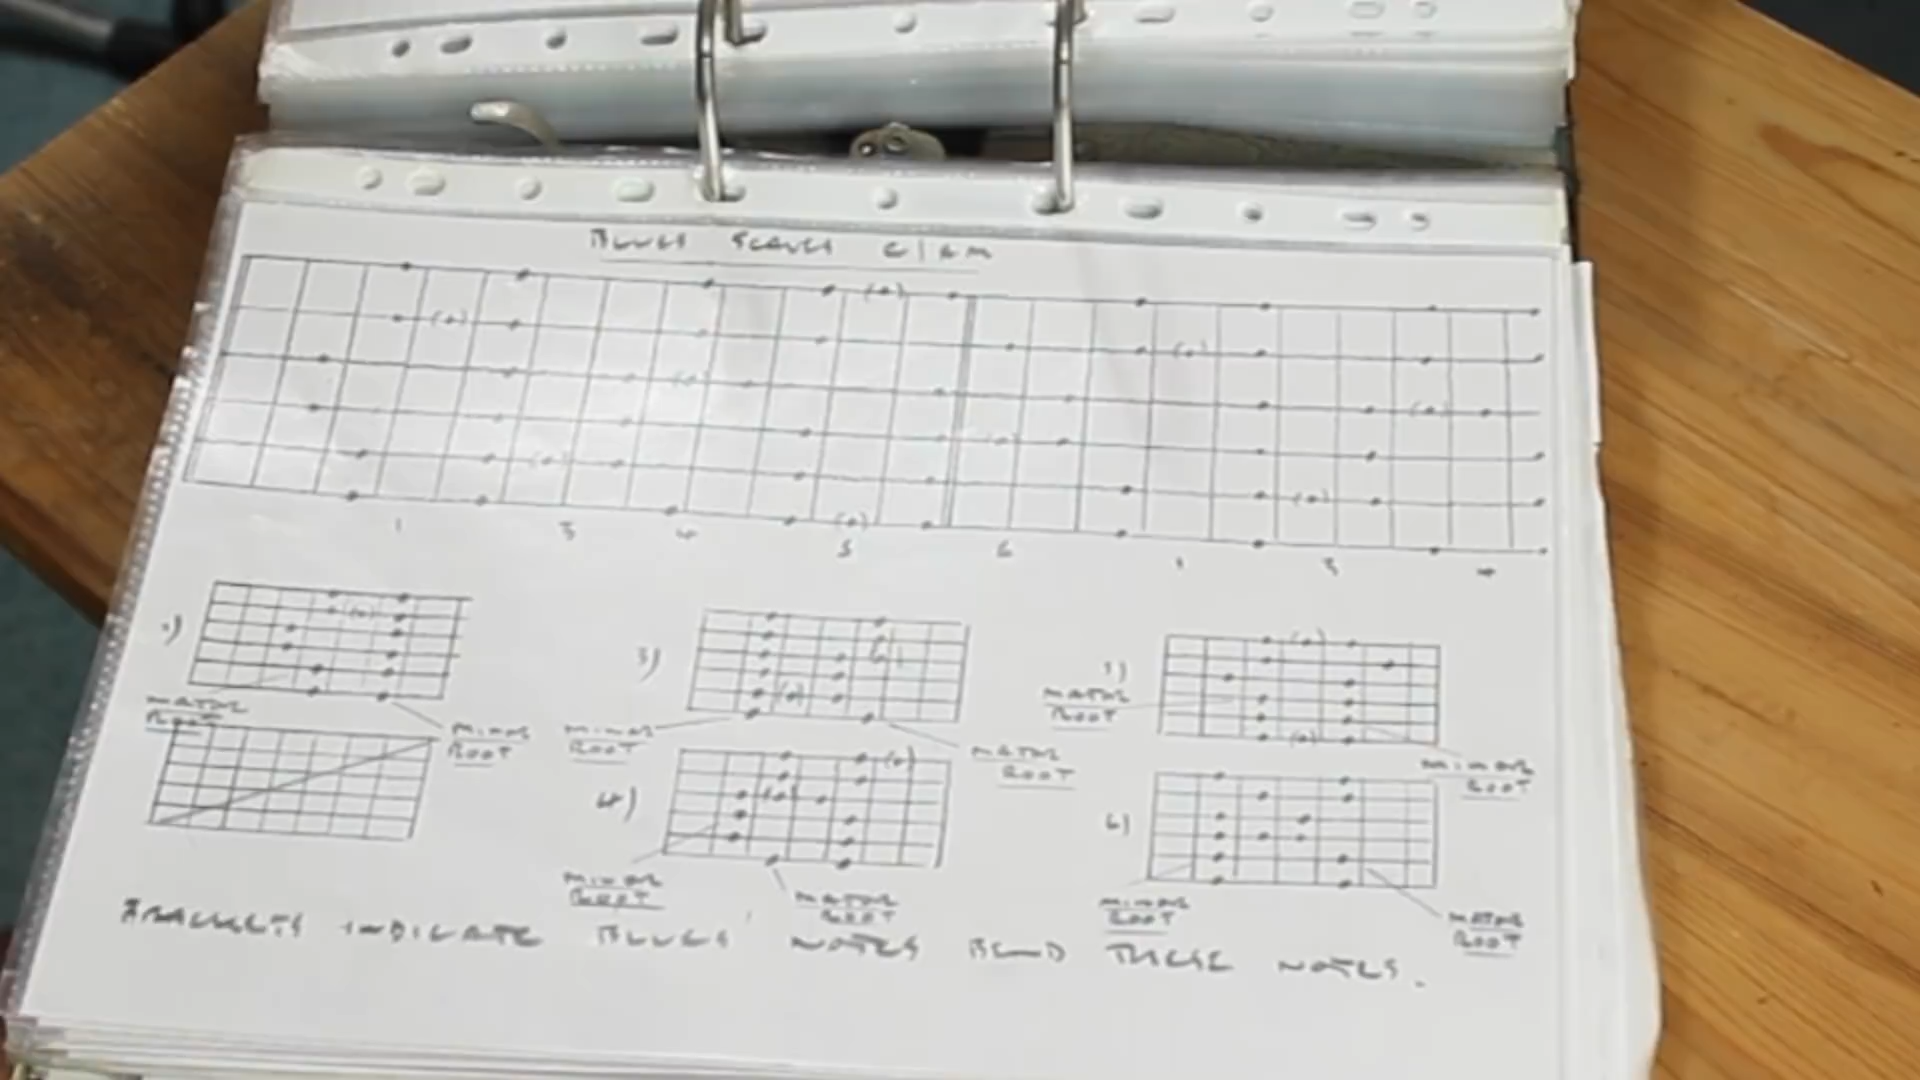 BLUES SCALES C/AM
1 3 4 5 6 1 3 4
1)
3)
5)
MAJOR ROOT
MINOR ROOT
MINOR ROOT
MAJOR ROOT
MAJOR ROOT
MINOR ROOT
4)
6)
MINOR ROOT
MAJOR ROOT
MINOR ROOT
MAJOR ROOT
BRACKETS INDICATE BLUES' NOTES BEND THESE NOTES.